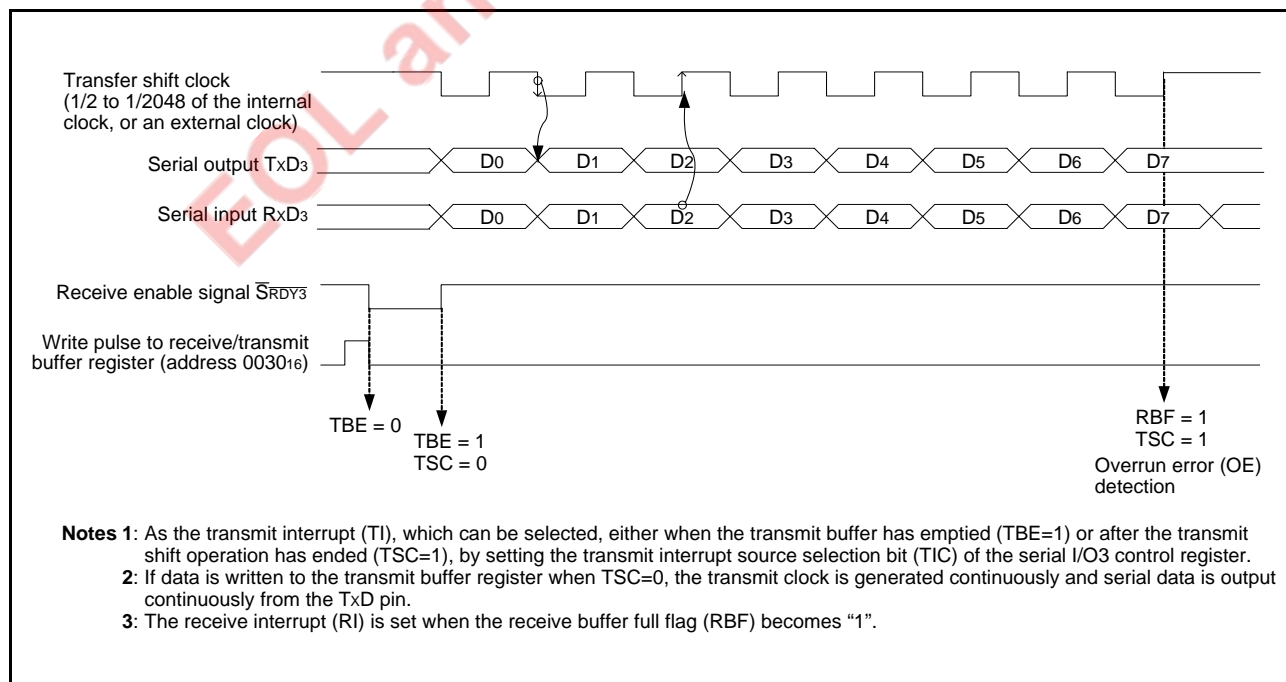 EOL an
Transfer shift clock
(1/2 to 1/2048 of the internal
clock, or an external clock)
Serial output TxD3
D0 D1 D2 D3 D4 D5 D6 D7
Serial input RxD3
D0 D1 D2 D3 D4 D5 D6 D7
Receive enable signal S̅R̅D̅Y̅3̅
Write pulse to receive/transmit
buffer register (address 003016)
TBE = 0
TBE = 1
TSC = 0
RBF = 1
TSC = 1
Overrun error (OE)
detection
Notes 1: As the transmit interrupt (TI), which can be selected, either when the transmit buffer has emptied (TBE=1) or after the transmit
shift operation has ended (TSC=1), by setting the transmit interrupt source selection bit (TIC) of the serial I/O3 control register.
2: If data is written to the transmit buffer register when TSC=0, the transmit clock is generated continuously and serial data is output
continuously from the TxD pin.
3: The receive interrupt (RI) is set when the receive buffer full flag (RBF) becomes “1”.